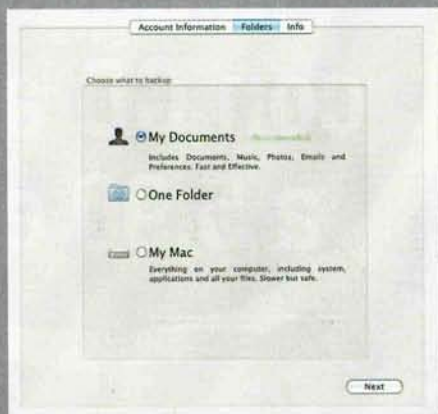 Account Information Folders Info
Choose what to backup:
My Documents
Includes Documents, Music, Photos, Emails and
Preferences. Fast and Effective.
One Folder
My Mac
Everything on your computer, including system,
applications and all your files. Slower but safe.
Next